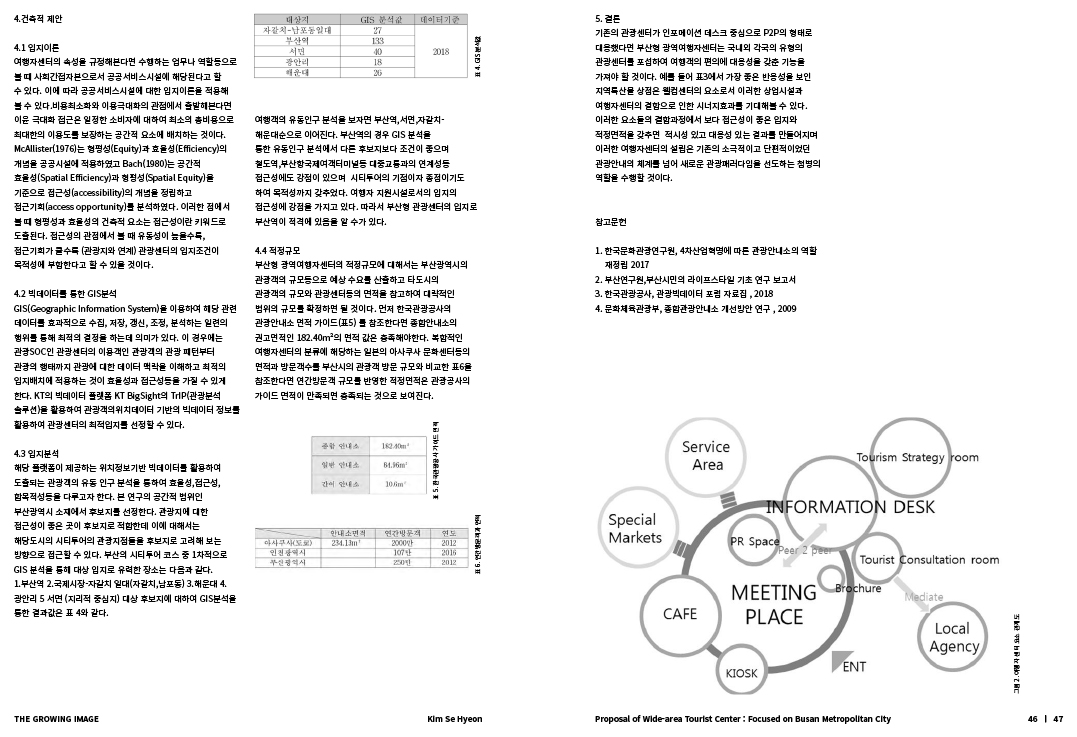 4.건축적 제안
4.1 입지이론
여행자센터의 속성을 규정해본다면 수행하는 업무나 역할등으로
볼 때 사회간접자본으로서 공공서비스시설에 해당된다고 할
수 있다. 이에 따라 공공서비스시설에 대한 입지이론을 적용해
볼 수 있다.비용최소화와 이용극대화의 관점에서 출발해본다면
이윤 극대화 접근은 일정한 소비자에 대하여 최소의 총비용으로
최대한의 이용도를 보장하는 공간적 요소에 배치하는 것이다.
McAllister(1976)는 형평성(Equity)과 효율성(Efficiency)의
개념을 공공시설에 적용하였고 Bach(1980)는 공간적
효율성(Spatial Efficiency)과 형평성(Spatial Equity)을
기준으로 접근성(accessibility)의 개념을 정립하고
접근기회(access opportunity)를 분석하였다. 이러한 점에서
볼 때 형평성과 효율성의 건축적 요소는 접근성이란 키워드로
도출된다. 접근성의 관점에서 볼 때 유동성이 높을수록,
접근기회가 클수록 (관광지와 연계) 관광센터의 입지조건이
목적성에 부합한다고 할 수 있을 것이다.
4.2 빅데이터를 통한 GIS분석
GIS(Geographic Information System)을 이용하여 해당 관련
데이터를 효과적으로 수집, 저장, 갱신, 조정, 분석하는 일련의
행위를 통해 최적의 결정을 하는데 의미가 있다. 이 경우에는
관광SOC인 관광센터의 이용객인 관광객의 관광 패턴부터
관광의 행태까지 관광에 대한 데이터 맥락을 이해하고 최적의
입지배치에 적용하는 것이 효율성과 접근성등을 가질 수 있게
한다. KT의 빅데이터 플랫폼 KT BigSight의 TrIP(관광분석
솔루션)을 활용하여 관광객의위치데이터 기반의 빅데이터 정보를
활용하여 관광센터의 최적입지를 선정할 수 있다.
4.3 입지분석
해당 플랫폼이 제공하는 위치정보기반 빅데이터를 활용하여
도출되는 관광객의 유동 인구 분석을 통하여 효율성,접근성,
합목적성등을 다루고자 한다. 본 연구의 공간적 범위인
부산광역시 소재에서 후보지를 선정한다. 관광지에 대한
접근성이 좋은 곳이 후보지로 적합한데 이에 대해서는
해당도시의 시티투어의 관광지점들을 후보지로 고려해 보는
방향으로 접근할 수 있다. 부산의 시티투어 코스 중 1차적으로
GIS 분석을 통해 대상 입지로 유력한 장소는 다음과 같다.
1.부산역 2.국제시장-자갈치 일대(자갈치,남포동) 3.해운대 4.
광안리 5 서면 (지리적 중심지) 대상 후보지에 대하여 GIS분석을
통한 결과값은 표 4와 같다.
대상지 GIS 분석값 데이터기준
자갈치-남포동일대 27
부산역 133
서면 40 2018
광안리 18
해운대 26
표 4. GIS 분석값
여행객의 유동인구 분석을 보자면 부산역,서면,자갈치-
해운대순으로 이어진다. 부산역의 경우 GIS 분석을
통한 유동인구 분석에서 다른 후보지보다 조건이 좋으며
철도역,부산항국제여객터미널등 대중교통과의 연계성등
접근성에도 강점이 있으며 시티투어의 기점이자 종점이기도
하여 목적성까지 갖추었다. 여행자 지원시설로서의 입지의
접근성에 강점을 가지고 있다. 따라서 부산형 관광센터의 입지로
부산역이 적격에 있음을 알 수가 있다.
4.4 적정규모
부산형 광역여행자센터의 적정규모에 대해서는 부산광역시의
관광객의 규모등으로 예상 수요를 산출하고 타도시의
관광객의 규모와 관광센터등의 면적을 참고하여 대략적인
범위의 규모를 확정하면 될 것이다. 먼저 한국관광공사의
관광안내소 면적 가이드(표5) 를 참조한다면 종합안내소의
권고면적인 182.40m²의 면적 값은 충족해야한다. 복합적인
여행자센터의 분류에 해당하는 일본의 아사쿠사 문화센터등의
면적과 방문객수를 부산시의 관광객 방문 규모와 비교한 표6을
참조한다면 연간방문객 규모를 반영한 적정면적은 관광공사의
가이드 면적이 만족되면 충족되는 것으로 보여진다.
종합 안내소 182.40m²
일반 안내소 84.96m²
간이 안내소 10.6m²
표 5. 한국관광공사 가이드 면적
안내소면적 연간방문객 연도
아사쿠사(도쿄) 234.13m² 2000만 2012
인천광역시 107만 2016
부산광역시 250만 2012
표 6. 연간방문객과 면적
5. 결론
기존의 관광센터가 인포메이션 데스크 중심으로 P2P의 형태로
대응했다면 부산형 광역여행자센터는 국내외 각국의 유형의
관광센터를 포섭하여 여행객의 편의에 대응성을 갖춘 기능을
가져야 할 것이다. 예를 들어 표3에서 가장 좋은 반응성을 보인
지역특산물 상점은 웰컴센터의 요소로서 이러한 상업시설과
여행자센터의 결합으로 인한 시너지효과를 기대해볼 수 있다.
이러한 요소들의 결합과정에서 보다 접근성이 좋은 입지와
적정면적을 갖추면 적시성 있고 대응성 있는 결과를 만들어지며
이러한 여행자센터의 설립은 기존의 소극적이고 단편적이었던
관광안내의 체계를 넘어 새로운 관광패러다임을 선도하는 첨병의
역할을 수행할 것이다.
참고문헌
1. 한국문화관광연구원, 4차산업혁명에 따른 관광안내소의 역할
재정립 2017
2. 부산연구원,부산시민의 라이프스타일 기초 연구 보고서
3. 한국관광공사, 관광빅데이터 포럼 자료집 , 2018
4. 문화체육관광부, 종합관광안내소 개선방안 연구 , 2009
Service
Area
Tourism Strategy room
INFORMATION DESK
Special
Markets
PR Space
Peer 2 peer
Tourist Consultation room
Brochure
MEETING
PLACE
Mediate
CAFE
Local
Agency
KIOSK
ENT
그림 2. 여행자 센터 요소 관계도
THE GROWING IMAGE
Kim Se Hyeon
Proposal of Wide-area Tourist Center : Focused on Busan Metropolitan City
46 | 47